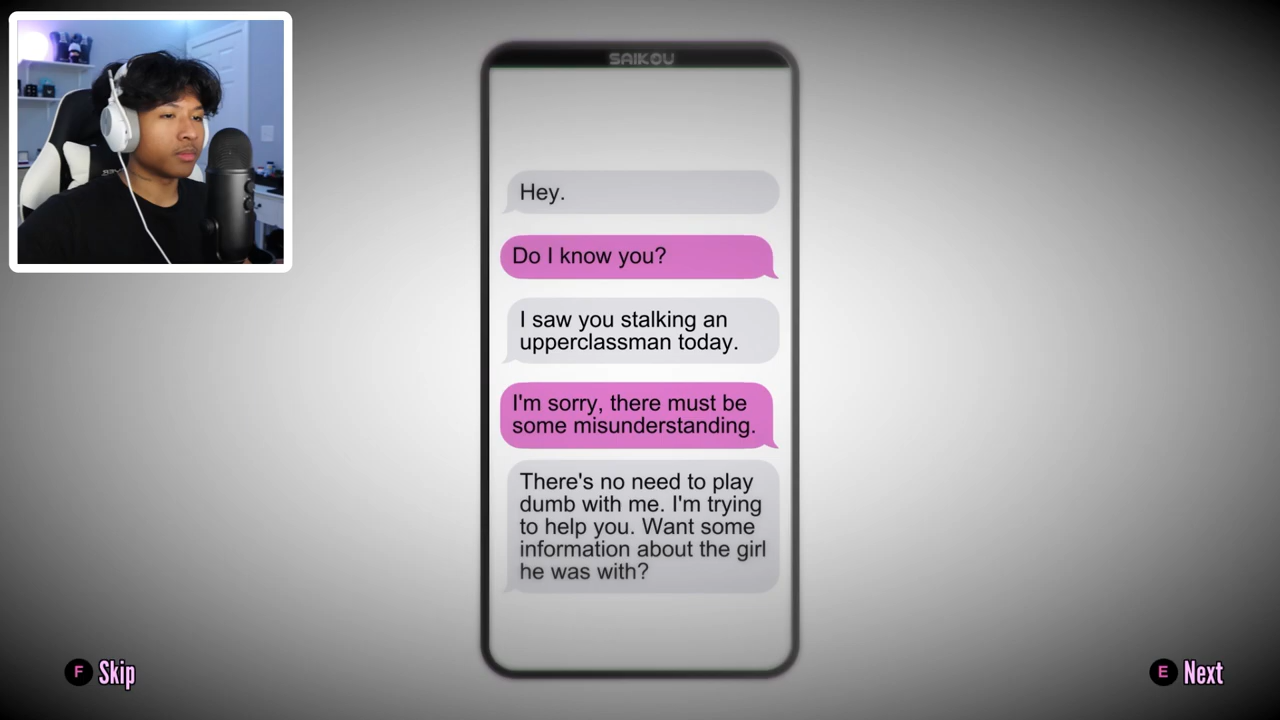 SAIKOU
Hey.
Do I know you?
I saw you stalking an
upperclassman today.
I'm sorry, there must be
some misunderstanding.
There's no need to play
dumb with me. I'm trying
to help you. Want some
information about the girl
he was with?
F Skip
E Next